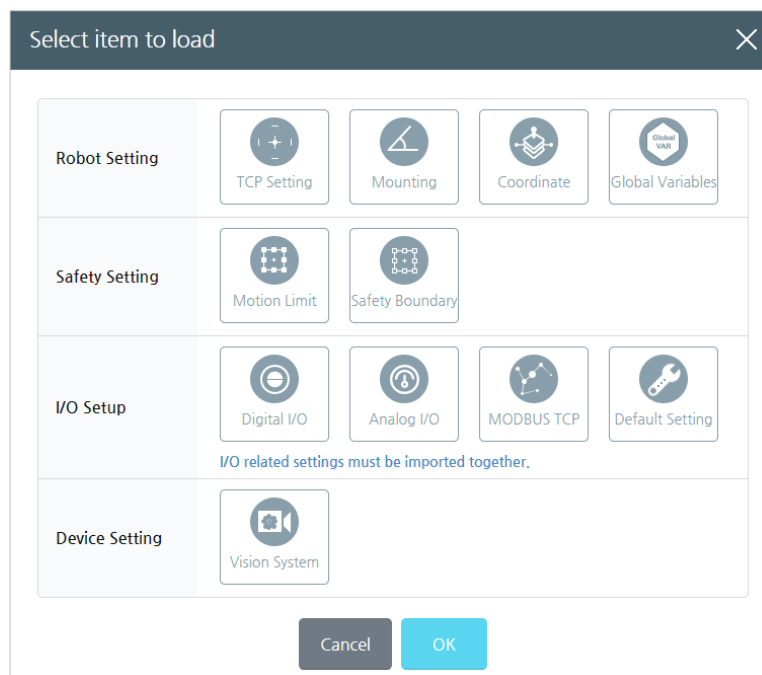 Select item to load
Robot Setting
TCP Setting
Mounting
Coordinate
Global
VAR
Global Variables
Safety Setting
Motion Limit
Safety Boundary
I/O Setup
Digital I/O
Analog I/O
MODBUS TCP
Default Setting
I/O related settings must be imported together.
Device Setting
Vision System
Cancel
OK